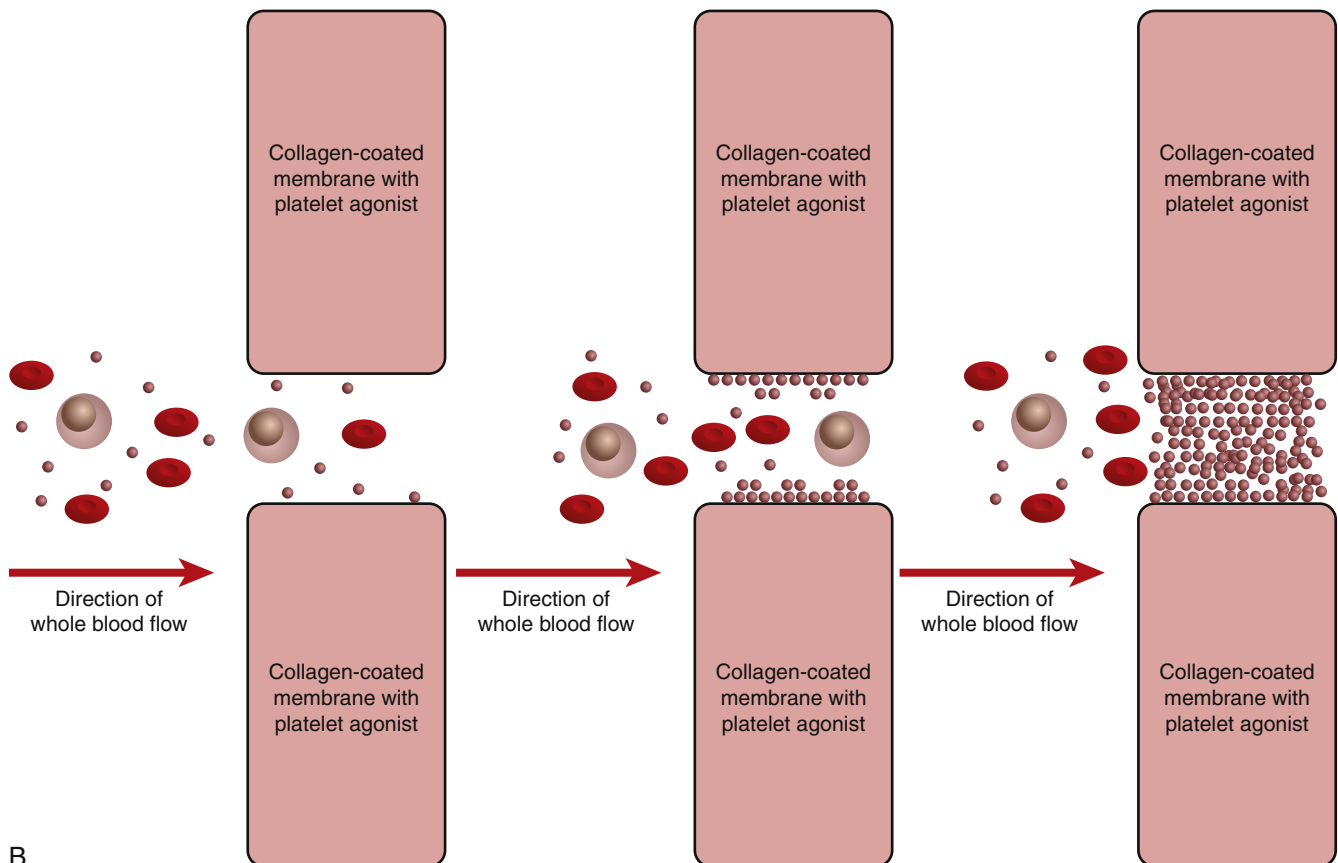 Collagen-coated
membrane with
platelet agonist
Collagen-coated
membrane with
platelet agonist
Collagen-coated
membrane with
platelet agonist
Direction of
whole blood flow
Direction of
whole blood flow
Direction of
whole blood flow
Collagen-coated
membrane with
platelet agonist
Collagen-coated
membrane with
platelet agonist
Collagen-coated
membrane with
platelet agonist
B